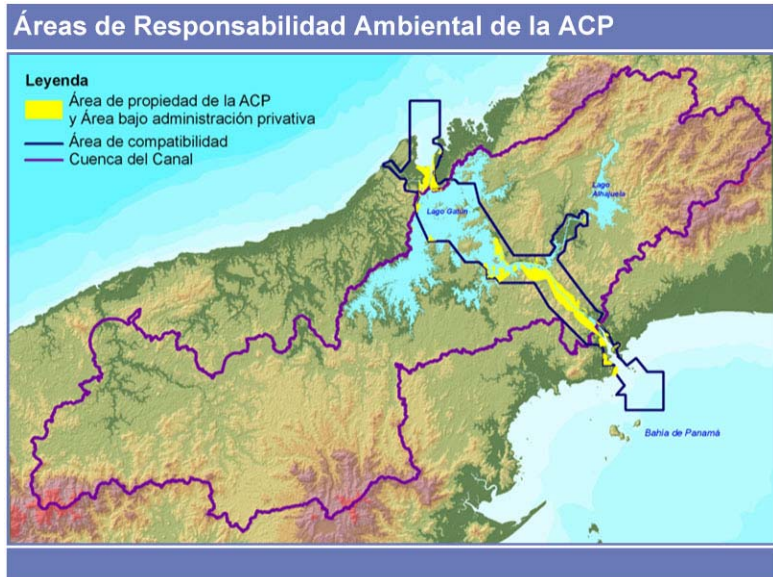 Áreas de Responsabilidad Ambiental de la ACP
Leyenda
Área de propiedad de la ACP
y Área bajo administración privativa
Área de compatibilidad
Cuenca del Canal
Lago
Alhajuela
Lago Gatún
Bahía de Panamá